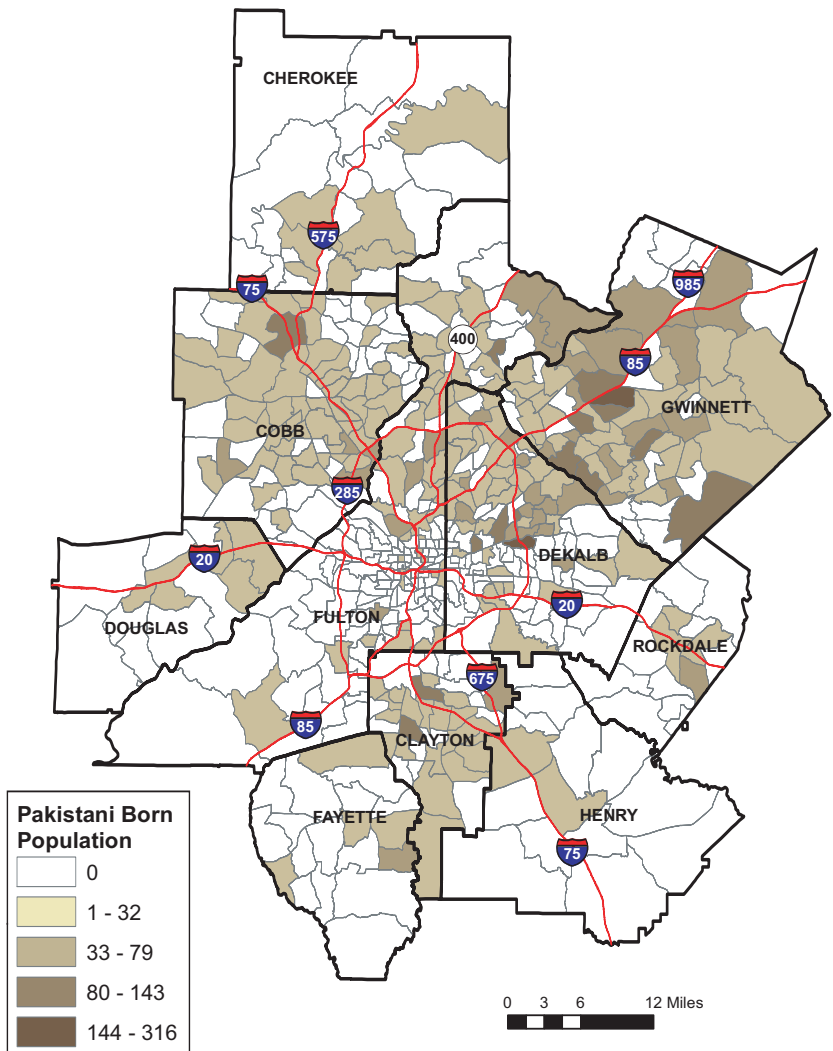 CHEROKEE
575
75
985
400
85
GWINNETT
COBB
285
DEKALB
20
20
FULTON
DOUGLAS
ROCKDALE
675
85
CLAYTON
FAYETTE
HENRY
75
Pakistani Born
Population
0
1 - 32
33 - 79
80 - 143
144 - 316
0 3 6 12 Miles